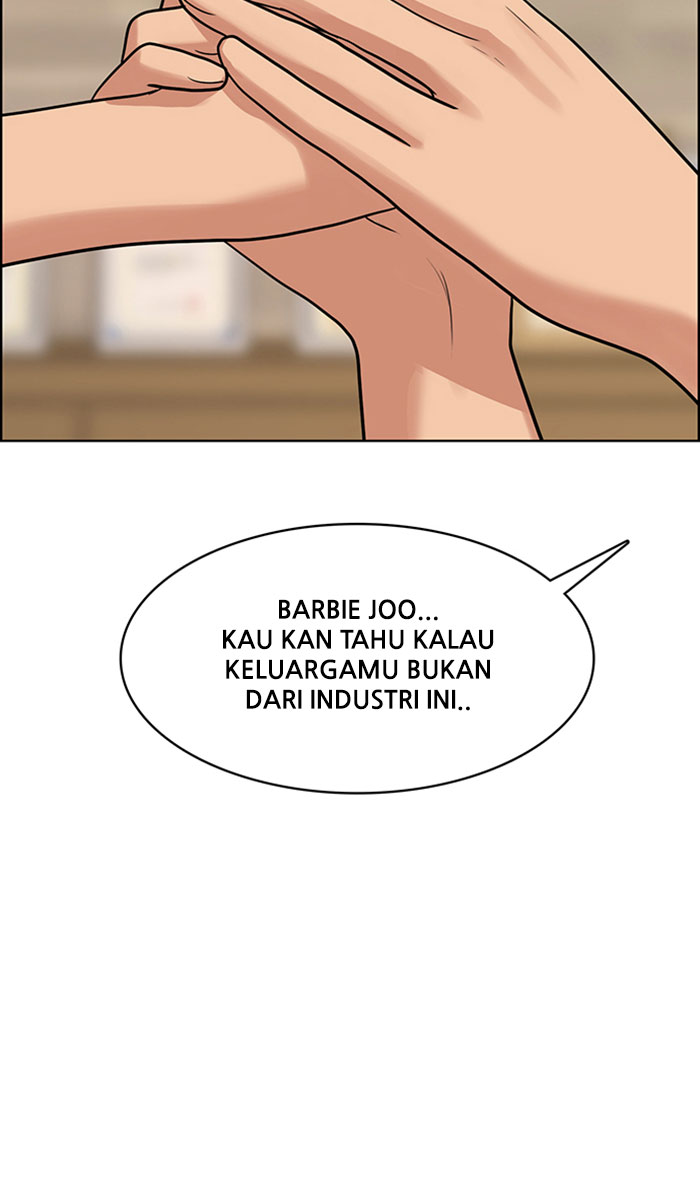 BARBIE JOO...
KAU KAN TAHU KALAU
KELUARGAMU BUKAN
DARI INDUSTRI INI..